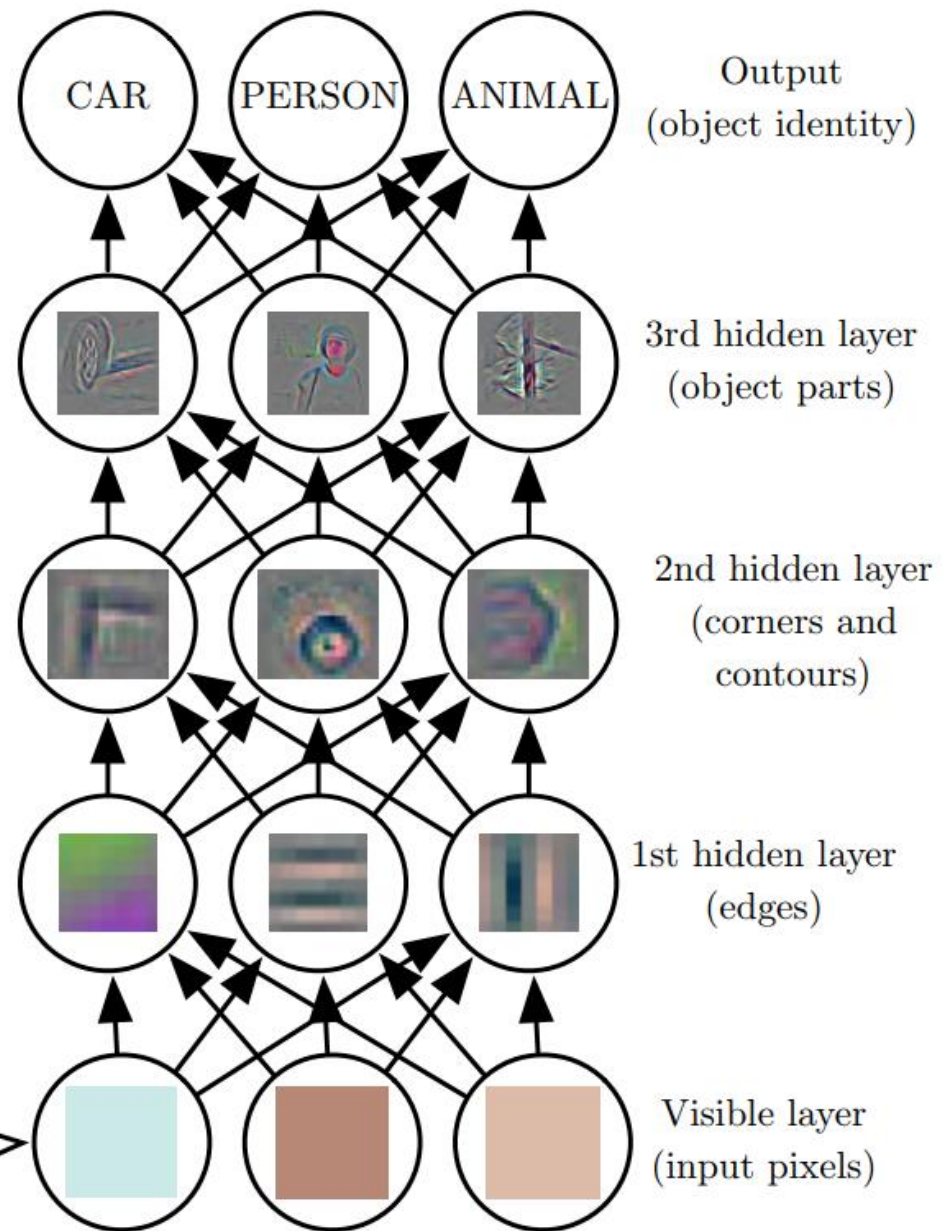 CAR PERSON ANIMAL
Output
(object identity)
3rd hidden layer
(object parts)
2nd hidden layer
(corners and
contours)
1st hidden layer
(edges)
Visible layer
(input pixels)